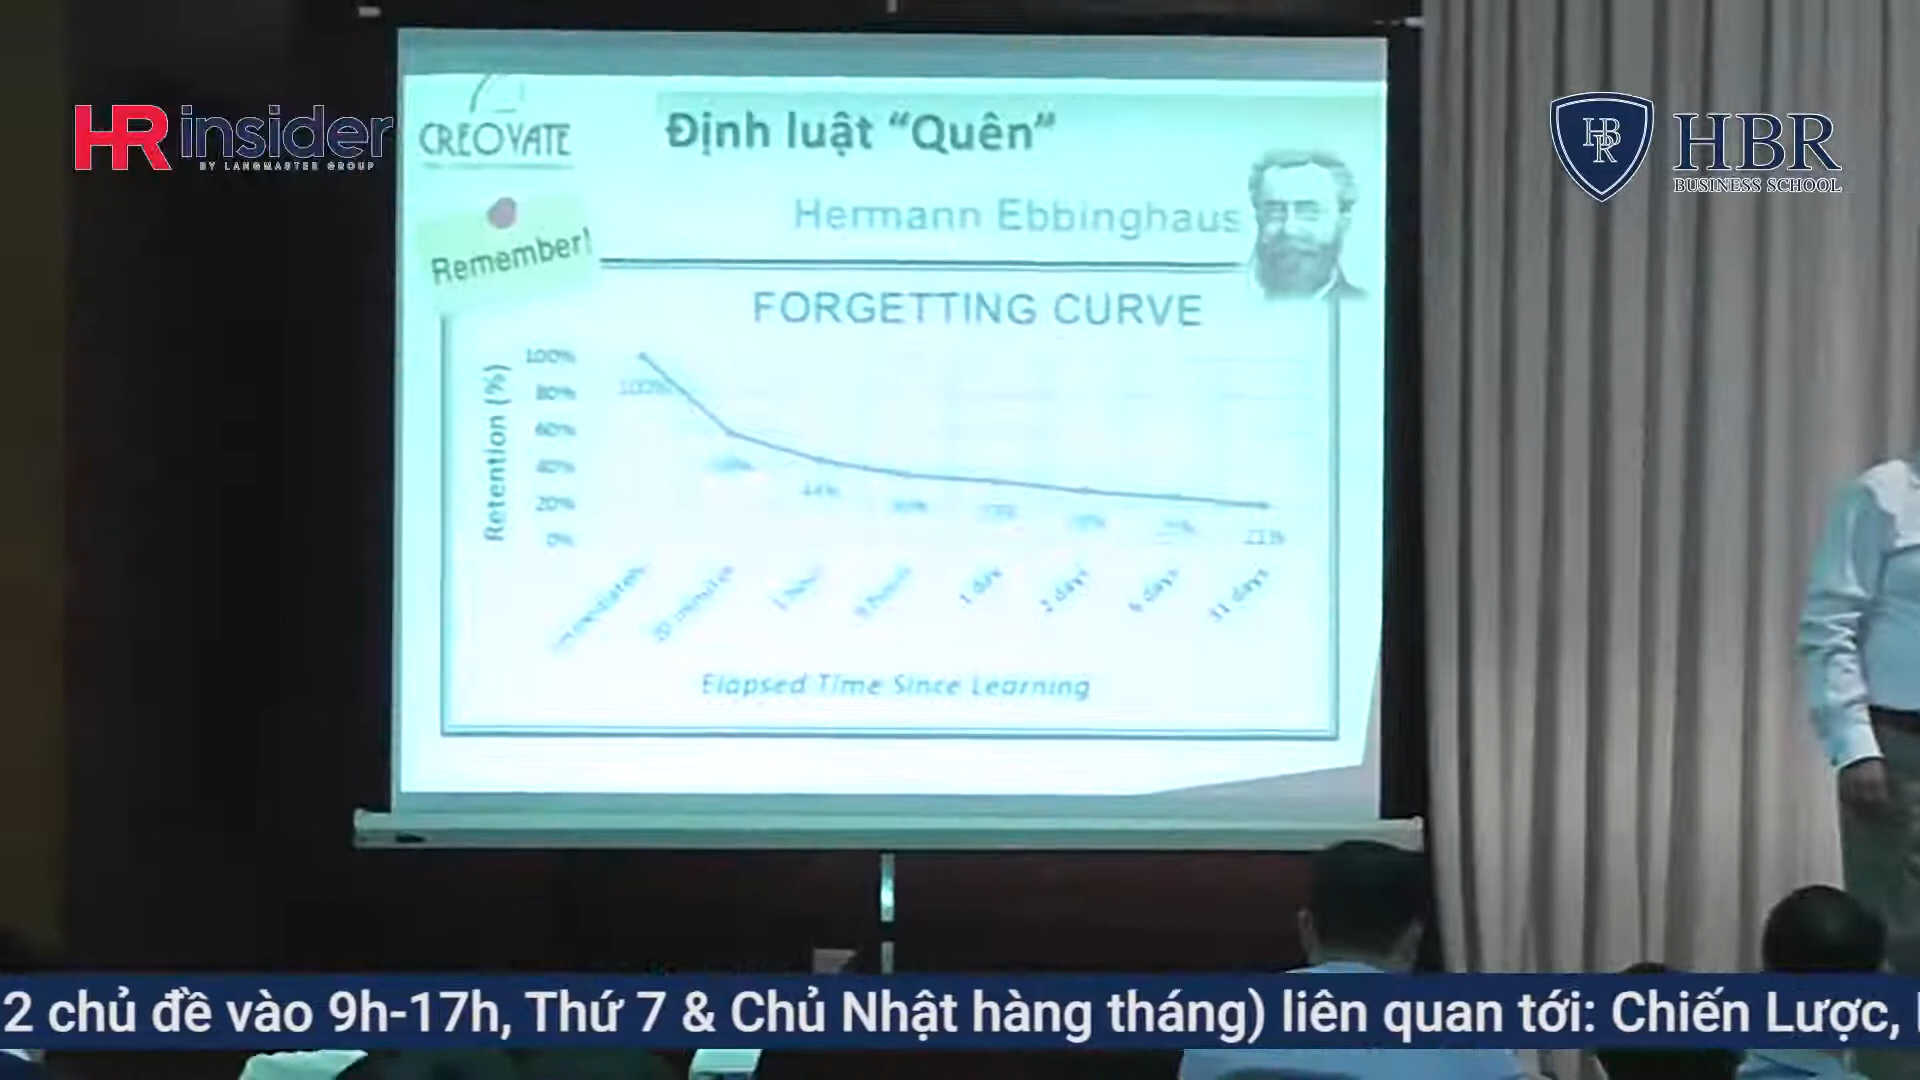 HR insider
BY LANGMASTER GROUP
CREOVATE
Định luật “Quên”
HBR
BUSINESS SCHOOL
Hermann Ebbinghaus
Remember!
FORGETTING CURVE
Retention (%)
100%
80%
60%
40%
20%
0%
100%
44%
21%
20 minutes
1 day
2 days
6 days
31 days
Elapsed Time Since Learning
2 chủ đề vào 9h-17h, Thứ 7 & Chủ Nhật hàng tháng) liên quan tới: Chiến Lược,